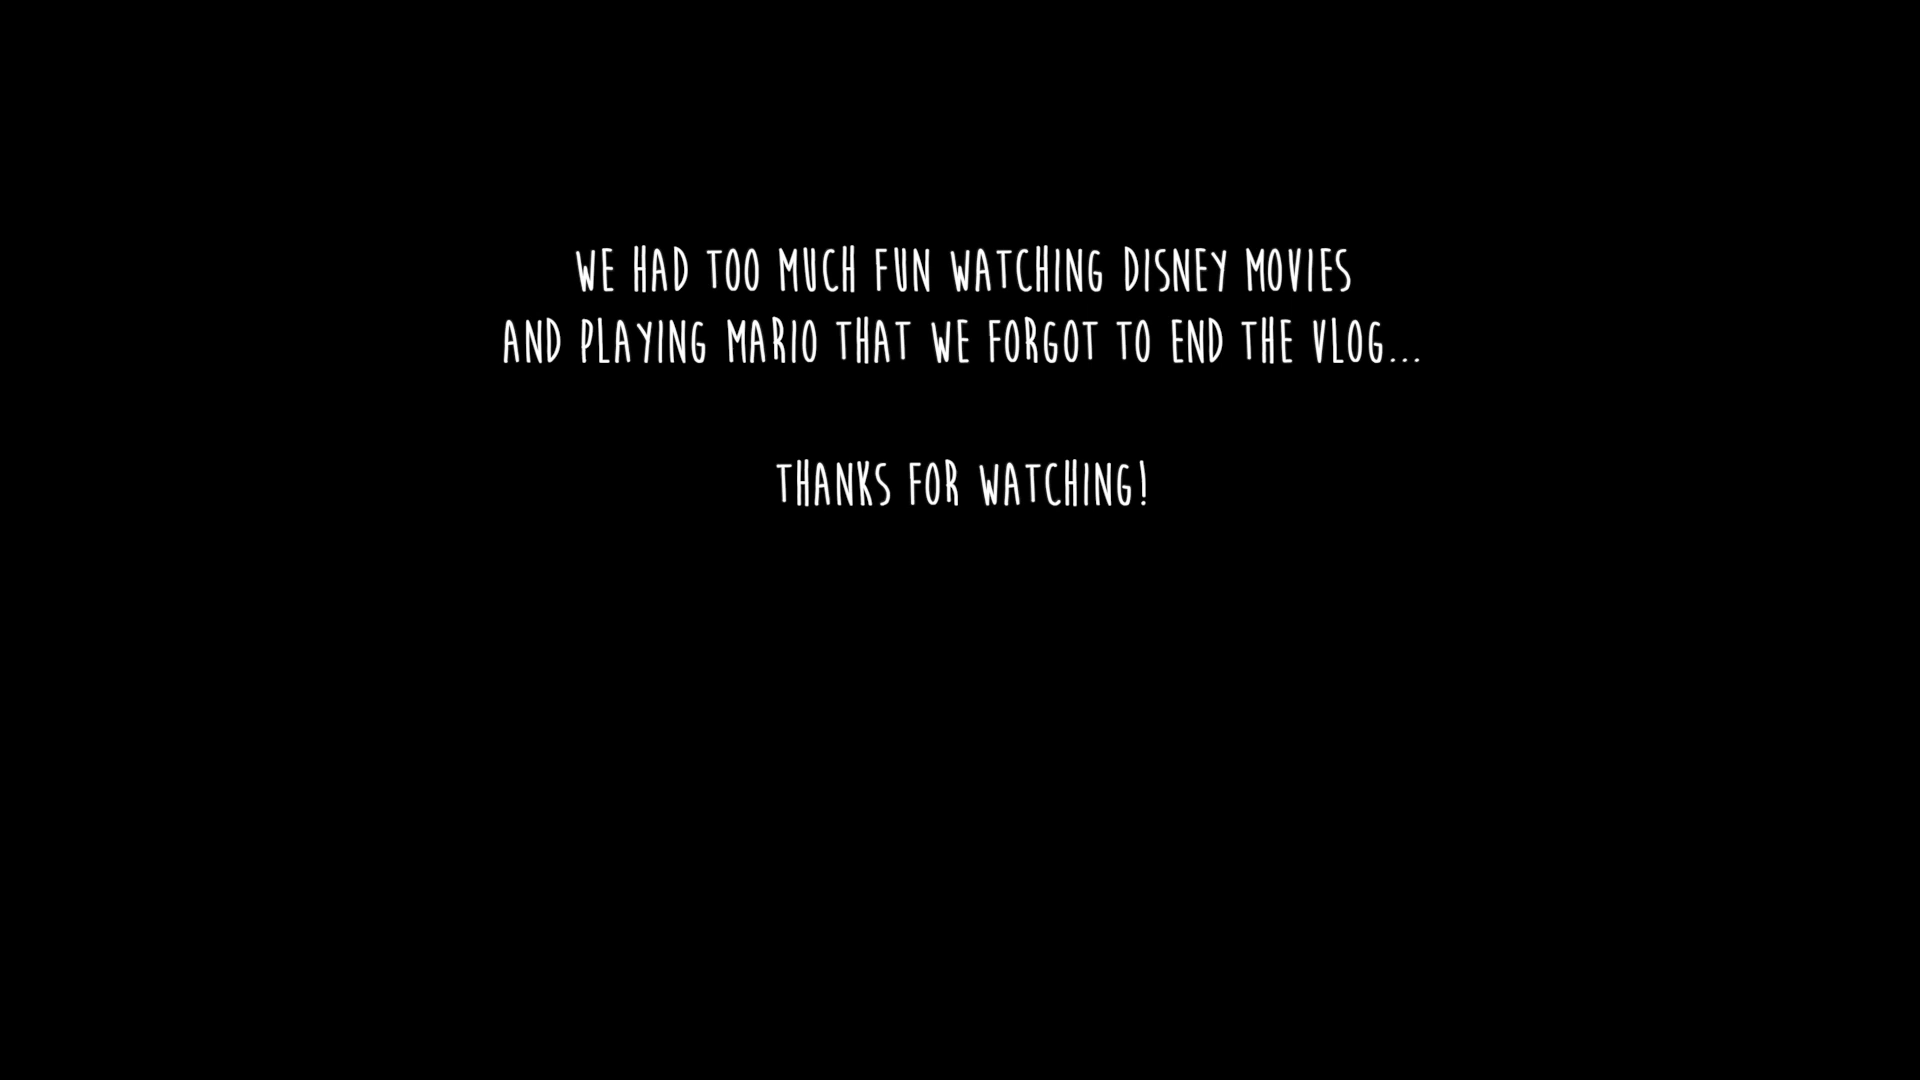 WE HAD TOO MUCH FUN WATCHING DISNEY MOVIES
AND PLAYING MARIO THAT WE FORGOT TO END THE VLOG...
THANKS FOR WATCHING!